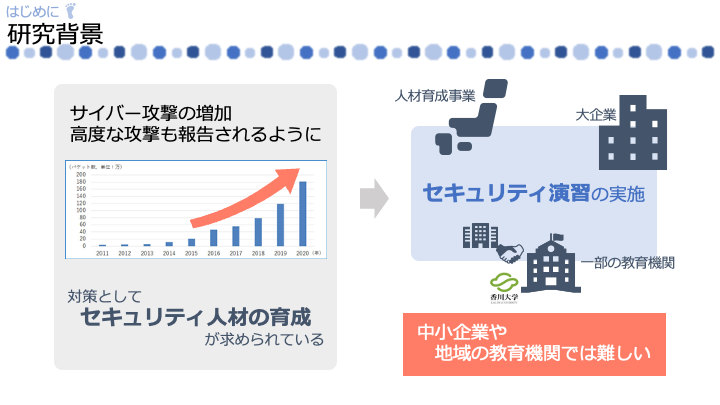 はじめに
研究背景
サイバー攻撃の増加
高度な攻撃も報告されるように
(パケット数, 単位：万)
200
180
160
140
120
100
80
60
40
20
0
2011 2012 2013 2014 2015 2016 2017 2018 2019 2020 (年)
対策として
セキュリティ人材の育成
が求められている
人材育成事業
大企業
セキュリティ演習の実施
一部の教育機関
香川大学
中小企業や
地域の教育機関では難しい